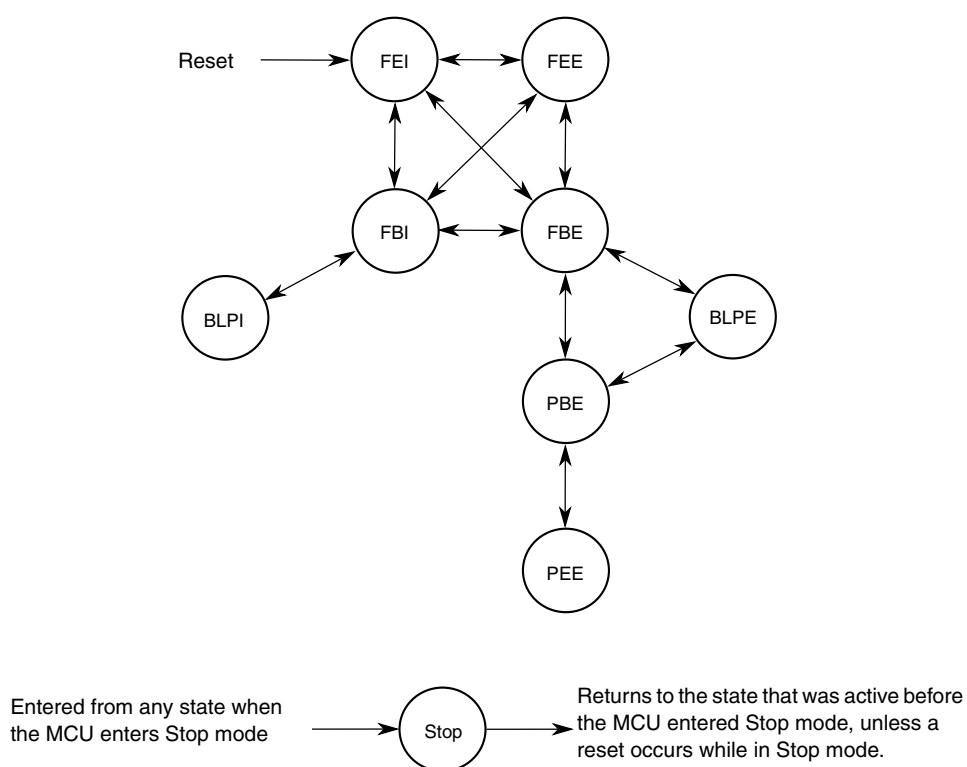 Reset
FEI
FEE
FBI
FBE
BLPI
BLPE
PBE
PEE
Entered from any state when
the MCU enters Stop mode
Stop
Returns to the state that was active before
the MCU entered Stop mode, unless a
reset occurs while in Stop mode.